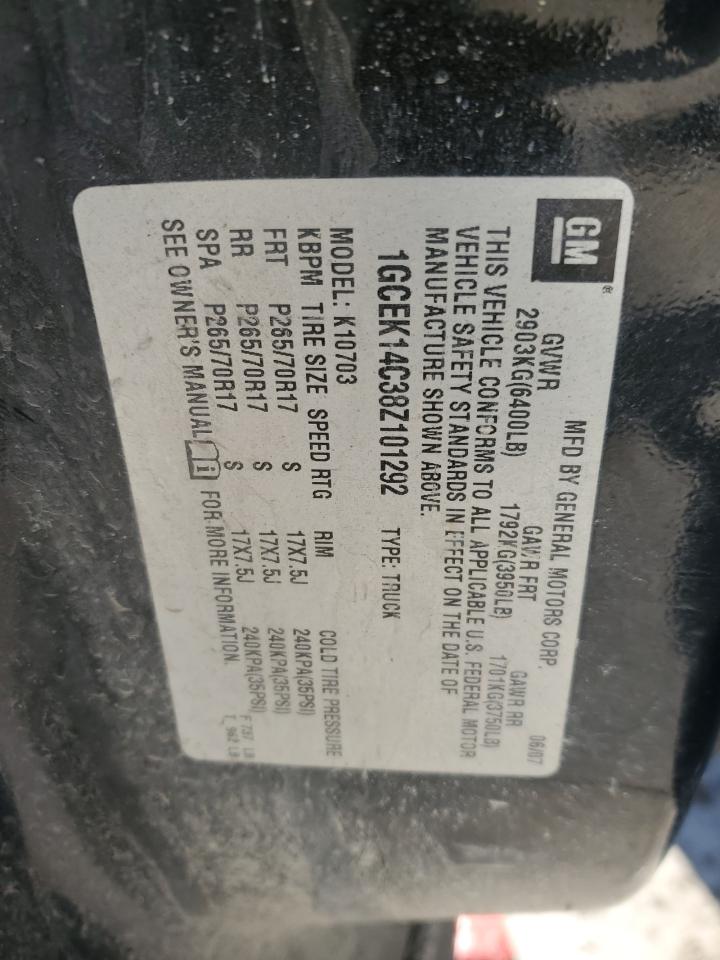 GM®
MFD BY GENERAL MOTORS CORP. 06/07
GVWR GAWR FRT GAWR RR
2903KG(6400LB) 1792KG(3950LB) 1701KG(3750LB)
THIS VEHICLE CONFORMS TO ALL APPLICABLE U.S. FEDERAL MOTOR
VEHICLE SAFETY STANDARDS IN EFFECT ON THE DATE OF
MANUFACTURE SHOWN ABOVE.
1GCEK14C38Z101292 TYPE: TRUCK
MODEL: K10703
KBPM TIRE SIZE SPEED RTG RIM COLD TIRE PRESSURE
FRT P265/70R17 S 17X7.5J 240KPA(35PSI)
RR P265/70R17 S 17X7.5J 240KPA(35PSI)
SPA P265/70R17 S 17X7.5J 240KPA(35PSI)
SEE OWNER'S MANUAL i FOR MORE INFORMATION.
F 737 LB
T 962 LB